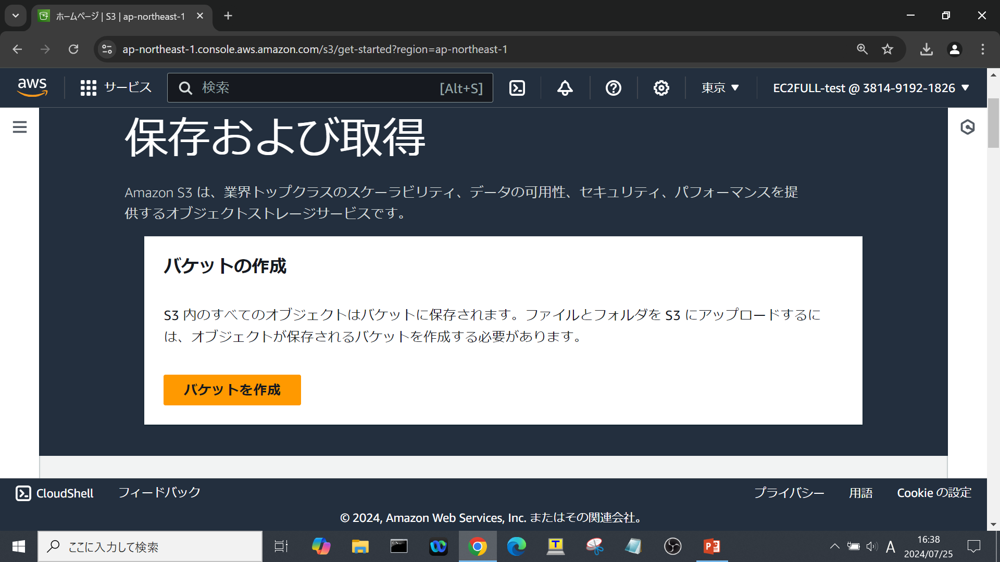 ホームページ | S3 | ap-northeast-1
ap-northeast-1.console.aws.amazon.com/s3/get-started?region=ap-northeast-1
aws
サービス
検索
[Alt+S]
東京
EC2FULL-test @ 3814-9192-1826
保存および取得
Amazon S3 は、業界トップクラスのスケーラビリティ、データの可用性、セキュリティ、パフォーマンスを提
供するオブジェクトストレージサービスです。
バケットの作成
S3 内のすべてのオブジェクトはバケットに保存されます。ファイルとフォルダを S3 にアップロードするに
は、オブジェクトが保存されるバケットを作成する必要があります。
バケットを作成
CloudShell
フィードバック
プライバシー
用語
Cookie の設定
© 2024, Amazon Web Services, Inc. またはその関連会社。
ここに入力して検索
A
16:38
2024/07/25